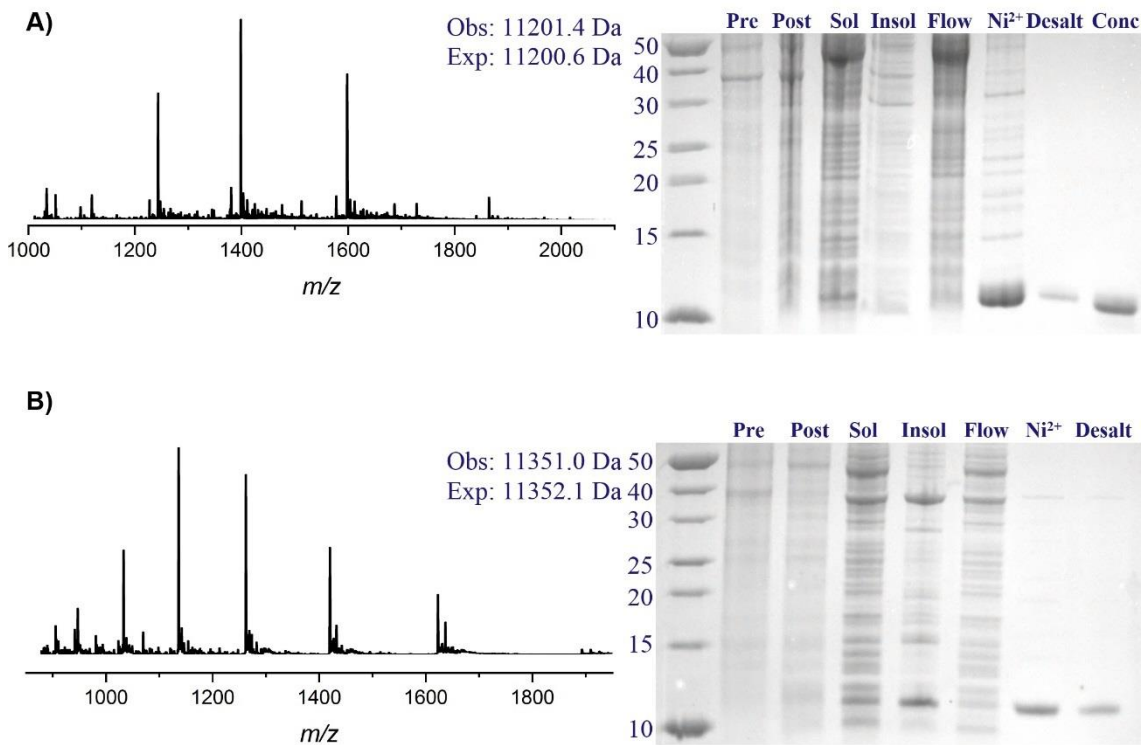 A)
Obs: 11201.4 Da
Exp: 11200.6 Da
1000 1200 1400 1600 1800 2000
m/z
Pre Post Sol Insol Flow Ni²⁺ Desalt Conc
50
40
30
25
20
15
10
B)
Obs: 11351.0 Da
Exp: 11352.1 Da
1000 1200 1400 1600 1800
m/z
Pre Post Sol Insol Flow Ni²⁺ Desalt
50
40
30
25
20
15
10